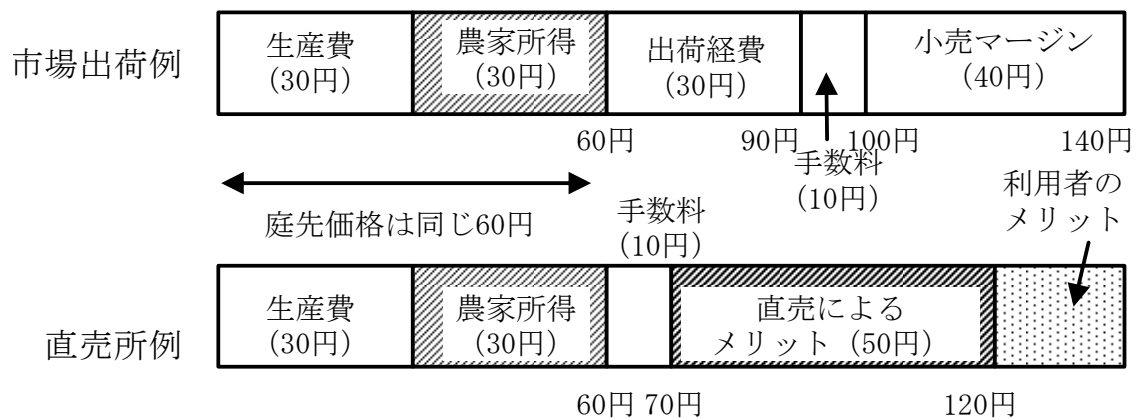 市場出荷例
生産費
（30円）
農家所得
（30円）
出荷経費
（30円）
小売マージン
（40円）
60円
90円
100円
140円
手数料
（10円）
庭先価格は同じ60円
手数料
（10円）
利用者の
メリット
直売所例
生産費
（30円）
農家所得
（30円）
直売による
メリット（50円）
60円
70円
120円